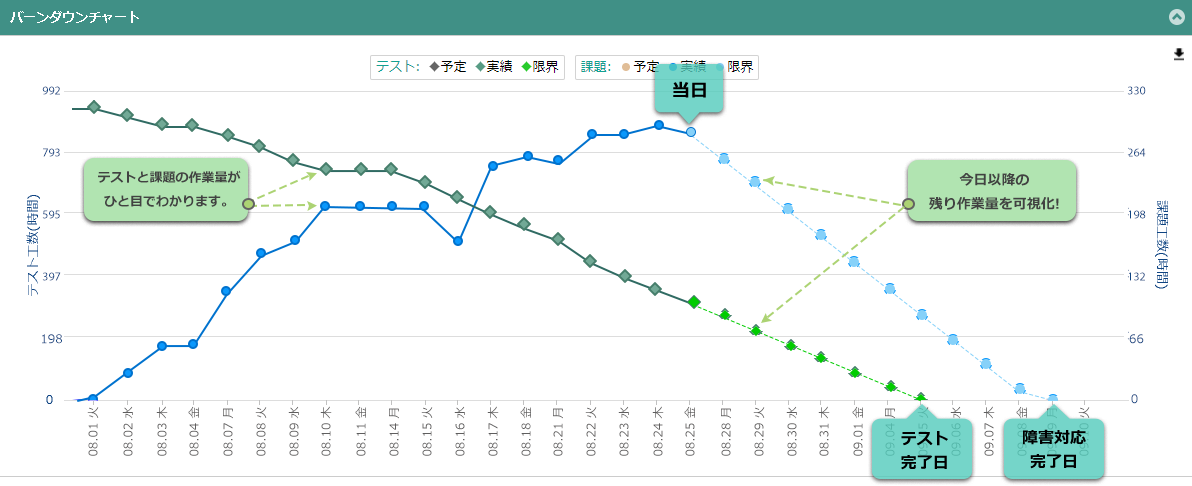 バーンダウンチャート
テスト: 予定 実績 限界 課題: 予定 実績 限界
当日
992
793
595
397
198
0
テスト工数(時間)
330
264
198
132
66
0
課題工数(時間)
テストと課題の作業量が
ひと目でわかります。
今日以降の
残り作業量を可視化!
08.01 火
08.02 水
08.03 木
08.04 金
08.07 月
08.08 火
08.09 水
08.10 木
08.11 金
08.14 月
08.15 火
08.16 水
08.17 木
08.18 金
08.21 月
08.22 火
08.23 水
08.24 木
08.25 金
08.28 月
08.29 火
08.30 水
08.31 木
09.01 金
09.04 月
09.05 火
09.06 水
09.07 木
09.08 金
テスト
完了日
障害対応
完了日